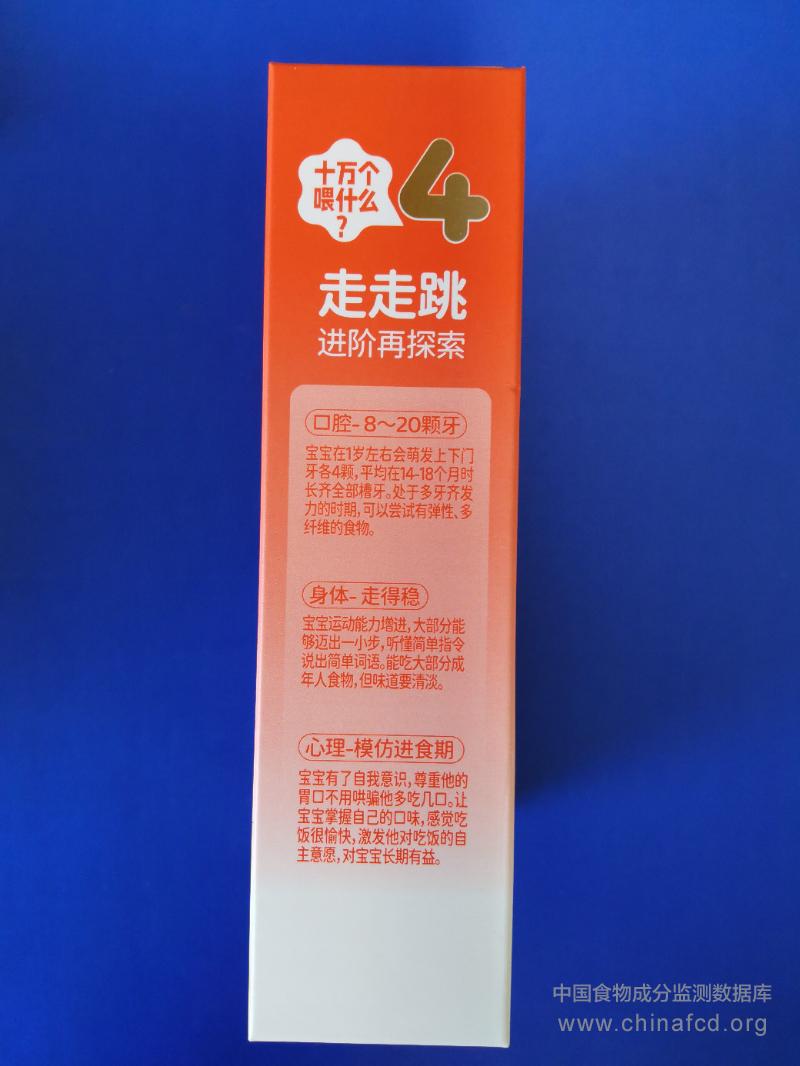 十万个
喂什么
?
4
走走跳
进阶再探索
口腔-8～20颗牙
宝宝在1岁左右会萌发上下门
牙各4颗,平均在14-18个月时
长齐全部槽牙。处于多牙齐发
力的时期,可以尝试有弹性、多
纤维的食物。
身体-走得稳
宝宝运动能力增进,大部分能
够迈出一小步,听懂简单指令
说出简单词语。能吃大部分成
年人食物,但味道要清淡。
心理-模仿进食期
宝宝有了自我意识,尊重他的
胃口不用哄骗他多吃几口。让
宝宝掌握自己的口味,感觉吃
饭很愉快,激发他对吃饭的自
主意愿,对宝宝长期有益。
中国食物成分监测数据库
www.chinafcd.org